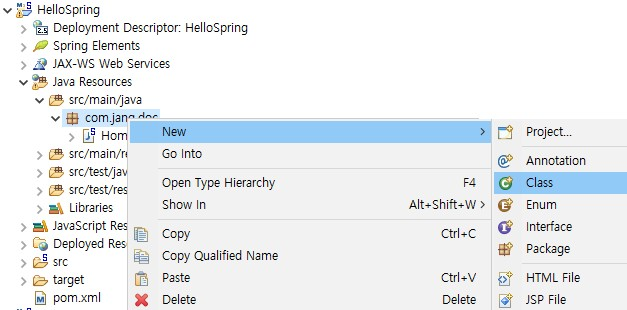 HelloSpring
Deployment Descriptor: HelloSpring
Spring Elements
JAX-WS Web Services
Java Resources
src/main/java
com.jang.doc
Hom
src/main/re
src/test/java
src/test/res
Libraries
JavaScript Res
Deployed Reso
src
target
pom.xml
New
Go Into
Open Type Hierarchy F4
Show In Alt+Shift+W
Copy Ctrl+C
Copy Qualified Name
Paste Ctrl+V
Delete Delete
Project...
Annotation
Class
Enum
Interface
Package
HTML File
JSP File